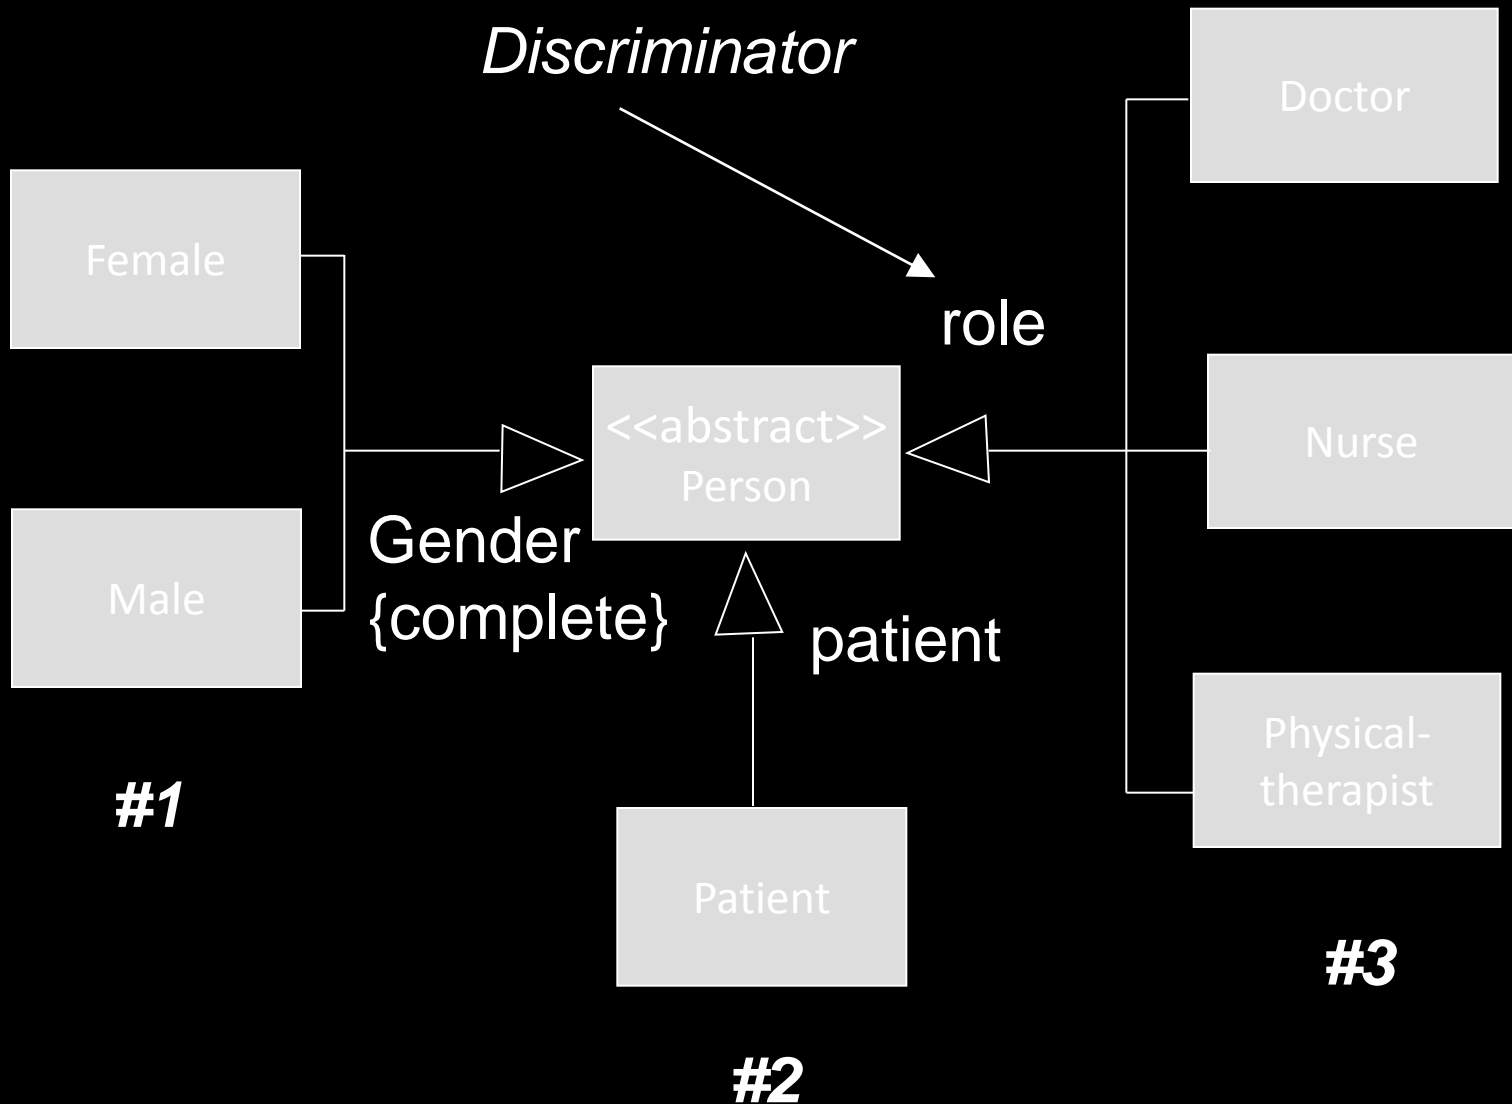 Discriminator
Doctor
Female
role
<<abstract>>
Person
Nurse
Gender
{complete}
Male
patient
Physical-
therapist
#1
Patient
#3
#2